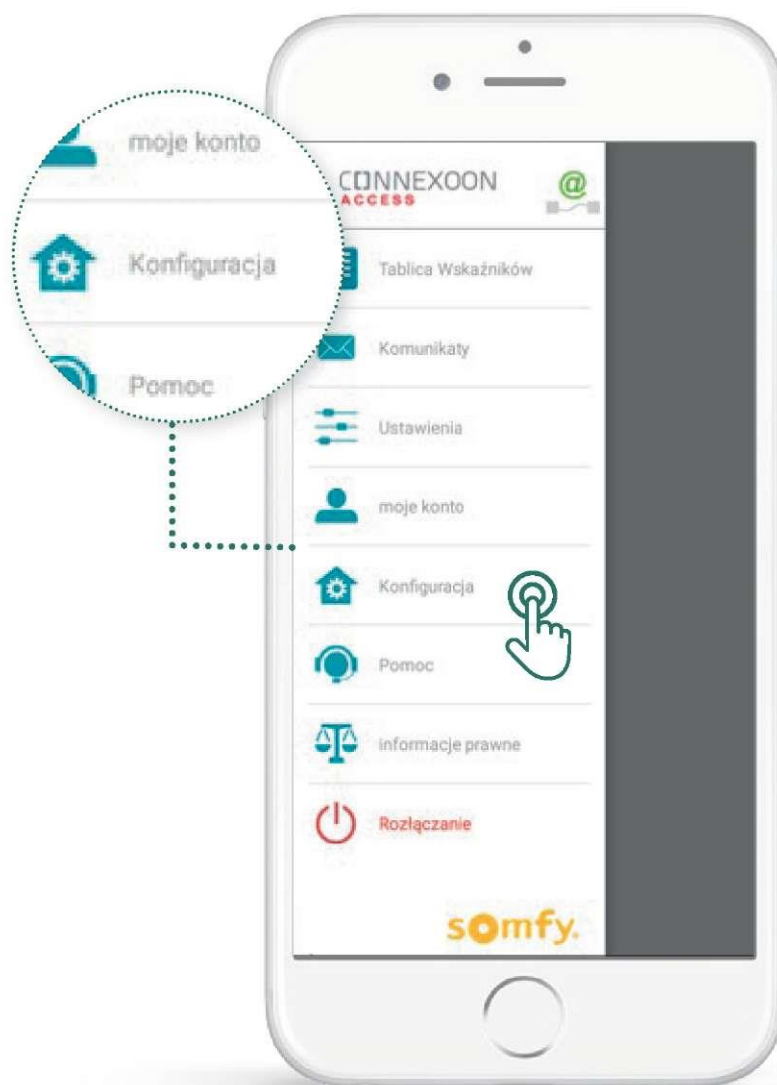 moje konto
Konfiguracja
Pomoc
CONNEXOON
ACCESS
@
Tablica Wskaźników
Komunikaty
Ustawienia
moje konto
Konfiguracja
Pomoc
informacje prawne
Rozłączanie
somfy.